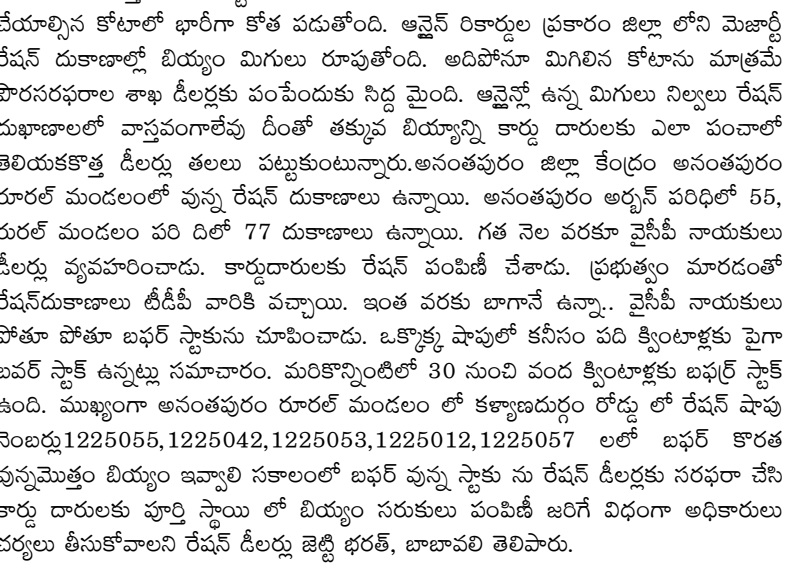 చేయాల్సిన కోటాలో భారీగా కోత పడుతోంది. ఆన్లైన్ రికార్డుల ప్రకారం జిల్లా లోని మెజార్టీ
రేషన్ దుకాణాల్లో బియ్యం మిగులు రూపుతోంది. అదిపోనూ మిగిలిన కోటాను మాత్రమే
పౌరసరఫరాల శాఖ డీలర్లకు పంపేందుకు సిద్ద మైంది. ఆన్లైన్లో ఉన్న మిగులు నిల్వలు రేషన్
దుఖాణాలలో వాస్తవంగాలేవు దీంతో తక్కువ బియ్యాన్ని కార్డు దారులకు ఎలా పంచాలో
తెలియకకొత్త డీలర్లు తలలు పట్టుకుంటున్నారు.అనంతపురం జిల్లా కేంద్రం అనంతపురం
రూరల్ మండలంలో వున్న రేషన్ దుకాణాలు ఉన్నాయి. అనంతపురం అర్బన్ పరిధిలో 55,
రురల్ మండలం పరి దిలో 77 దుకాణాలు ఉన్నాయి. గత నెల వరకూ వైసీపీ నాయకులు
డీలర్లు వ్యవహరించాడు. కార్డుదారులకు రేషన్ పంపిణీ చేశాడు. ప్రభుత్వం మారడంతో
రేషన్‌దుకాణాలు టీడీపీ వారికి వచ్చాయి. ఇంత వరకు బాగానే ఉన్నా.. వైసీపీ నాయకులు
పోతూ పోతూ బఫర్ స్టాకును చూపించాడు. ఒక్కొక్క షాపులో కనీసం పది క్వింటాళ్లకు పైగా
బవర్ స్టాక్ ఉన్నట్లు సమాచారం. మరికొన్నింటిలో 30 నుంచి వంద క్వింటాళ్లకు బఫర్ర్ స్టాక్
ఉంది. ముఖ్యంగా అనంతపురం రూరల్ మండలం లో కళ్యాణదుర్గం రోడ్డు లో రేషన్ షాపు
నెంబర్లు1225055,1225042,1225053,1225012,1225057 లలో బఫర్ కొరత
వున్నమొత్తం బియ్యం ఇవ్వాలి సకాలంలో బఫర్ వున్న స్టాకు ను రేషన్ డీలర్లకు సరఫరా చేసి
కార్డు దారులకు పూర్తి స్థాయి లో బియ్యం సరుకులు పంపిణీ జరిగే విధంగా అధికారులు
చర్యలు తీసుకోవాలని రేషన్ డీలర్లు జెట్టి భరత్, బాబావలి తెలిపారు.